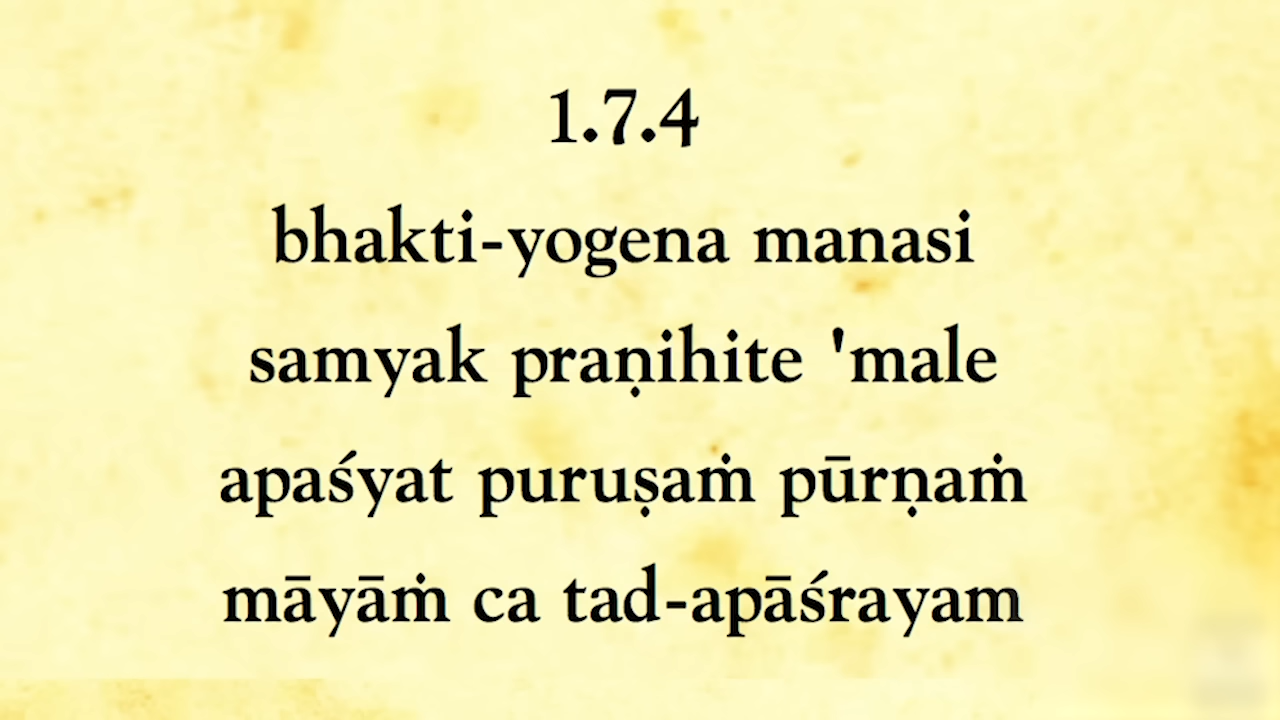 1.7.4
bhakti-yogena manasi
samyak praṇihite 'male
apaśyat puruṣaṁ pūrṇaṁ
māyāṁ ca tad-apāśrayam